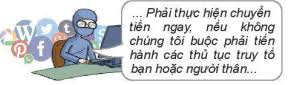 ... Phải thực hiện chuyển
tiền ngay, nếu không
chúng tôi buộc phải tiến
hành các thủ tục truy tố
bạn hoặc người thân...